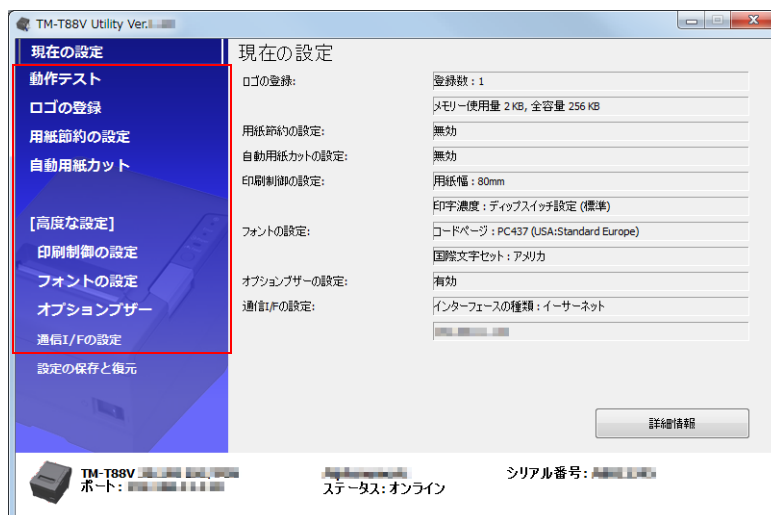 TM-T88V Utility Ver.
現在の設定
動作テスト
ロゴの登録
用紙節約の設定
自動用紙カット
[高度な設定]
印刷制御の設定
フォントの設定
オプションブザー
通信I/Fの設定
設定の保存と復元
現在の設定
ロゴの登録:
登録数：1
メモリー使用量 2 KB, 全容量 256 KB
用紙節約の設定:
無効
自動用紙カットの設定:
無効
印刷制御の設定:
用紙幅：80mm
印字濃度：ディップスイッチ設定 (標準)
フォントの設定:
コードページ：PC437 (USA:Standard Europe)
国際文字セット：アメリカ
オプションブザーの設定:
有効
通信I/Fの設定:
インターフェースの種類：イーサーネット
詳細情報
TM-T88V
ポート:
ステータス: オンライン
シリアル番号: